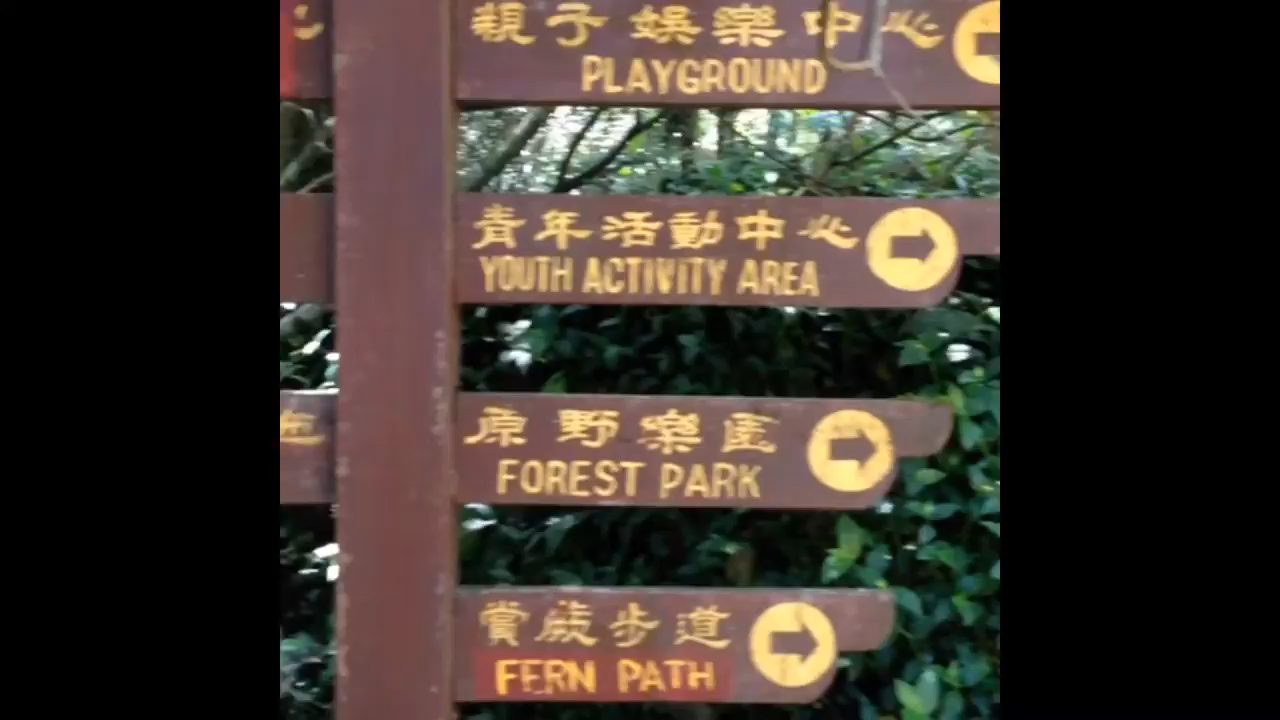 親子娛樂中心
PLAYGROUND
青年活動中心
YOUTH ACTIVITY AREA
原野樂園
FOREST PARK
賞蕨步道
FERN PATH